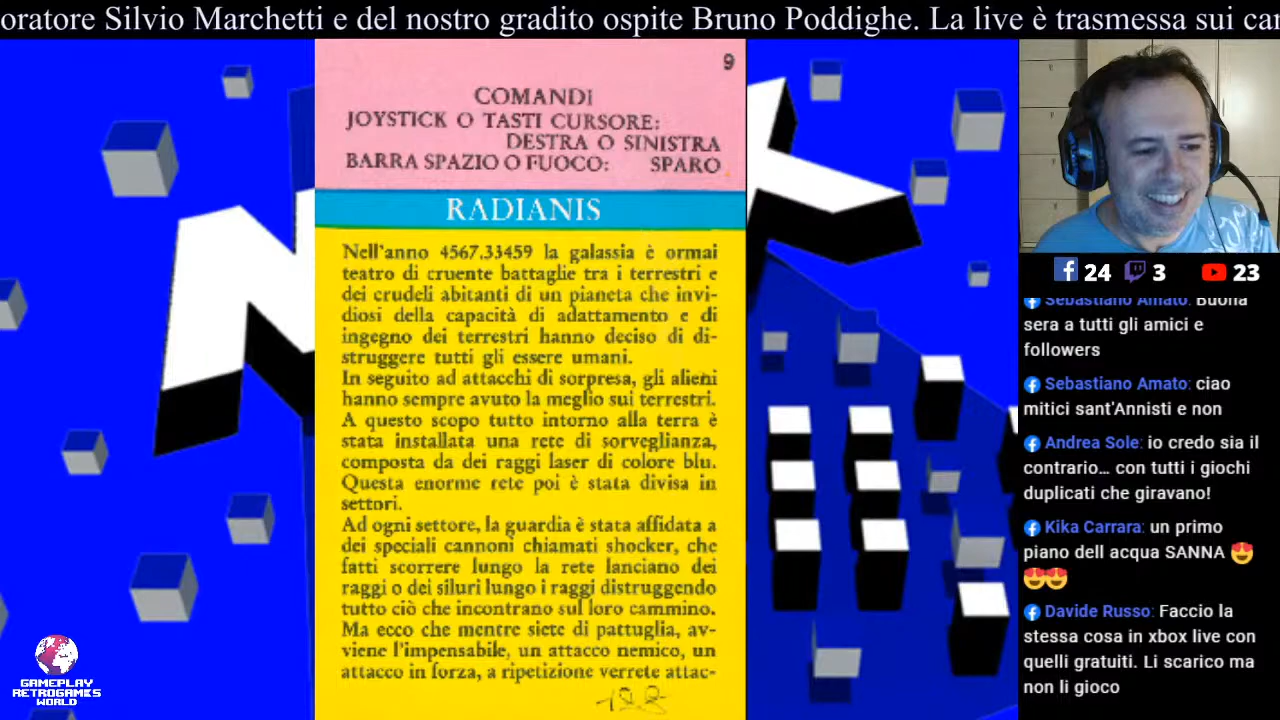 oratore Silvio Marchetti e del nostro gradito ospite Bruno Poddighe. La live è trasmessa sui car
9
COMANDI
JOYSTICK O TASTI CURSORE:
DESTRA O SINISTRA
BARRA SPAZIO O FUOCO: SPARO
RADIANIS
Nell'anno 4567.33459 la galassia è ormai
teatro di cruente battaglie tra i terrestri e
dei crudeli abitanti di un pianeta che invi-
diosi della capacità di adattamento e di
ingegno dei terrestri hanno deciso di di-
struggere tutti gli essere umani.
In seguito ad attacchi di sorpresa, gli alieni
hanno sempre avuto la meglio sui terrestri.
A questo scopo tutto intorno alla terra è
stata installata una rete di sorveglianza,
composta da dei raggi laser di colore blu.
Questa enorme rete poi è stata divisa in
settori.
Ad ogni settore, la guardia è stata affidata a
dei speciali cannoni chiamati shocker, che
fatti scorrere lungo la rete lanciano dei
raggi o dei siluri lungo i raggi distruggendo
tutto ciò che incontrano sul loro cammino.
Ma ecco che mentre siete di pattuglia, av-
viene l'impensabile, un attacco nemico, un
attacco in forza, a ripetizione verrete attac-
24 3 23
Sebastiano Amato: Buona
sera a tutti gli amici e
followers
Sebastiano Amato: ciao
mitici sant'Annisti e non
Andrea Sole: io credo sia il
contrario... con tutti i giochi
duplicati che giravano!
Kika Carrara: un primo
piano dell acqua SANNA 😍
😍😍
Davide Russo: Faccio la
stessa cosa in xbox live con
quelli gratuiti. Li scarico ma
non li gioco
GAMEPLAY
RETROGAMES
WORLD